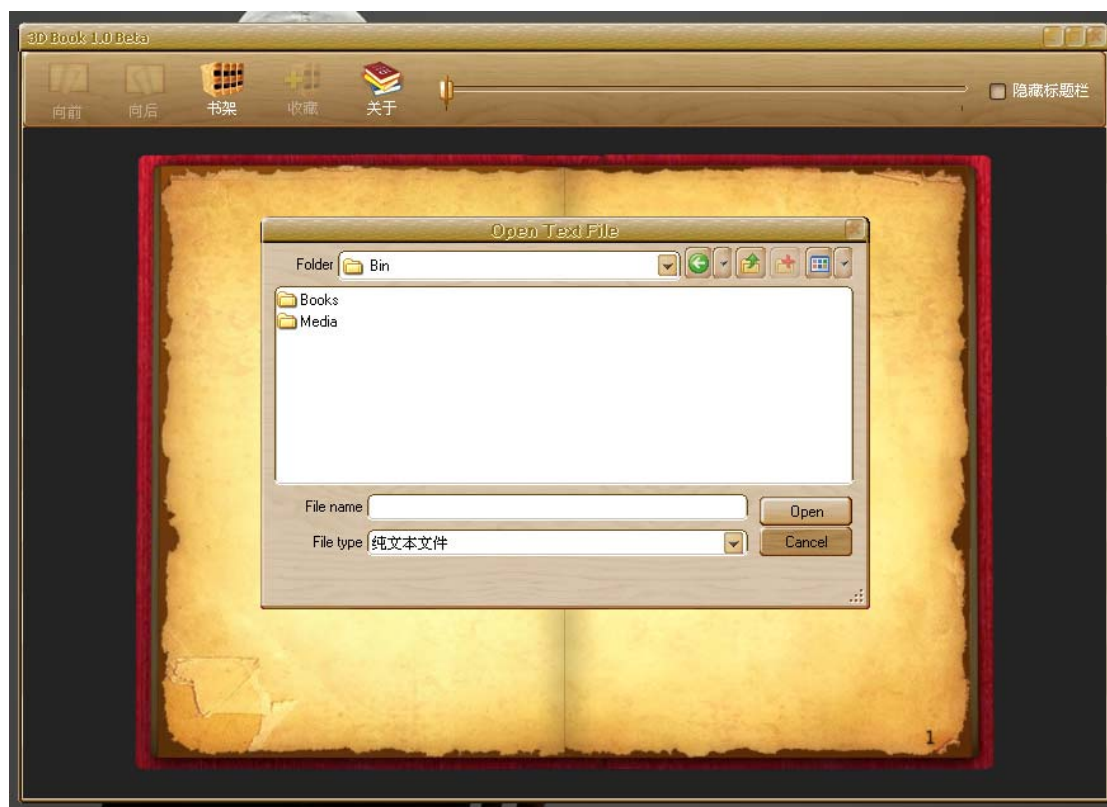 3D Book 1.0 Beta
向前
向后
书架
收藏
关于
隐藏标题栏
Open Text File
Folder
Bin
Books
Media
File name
Open
File type
纯文本文件
Cancel
1